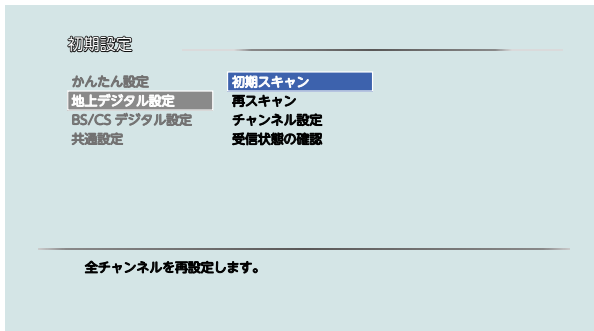 初期設定
かんたん設定
地上デジタル設定
BS/CS デジタル設定
共通設定
初期スキャン
再スキャン
チャンネル設定
受信状態の確認
全チャンネルを再設定します。